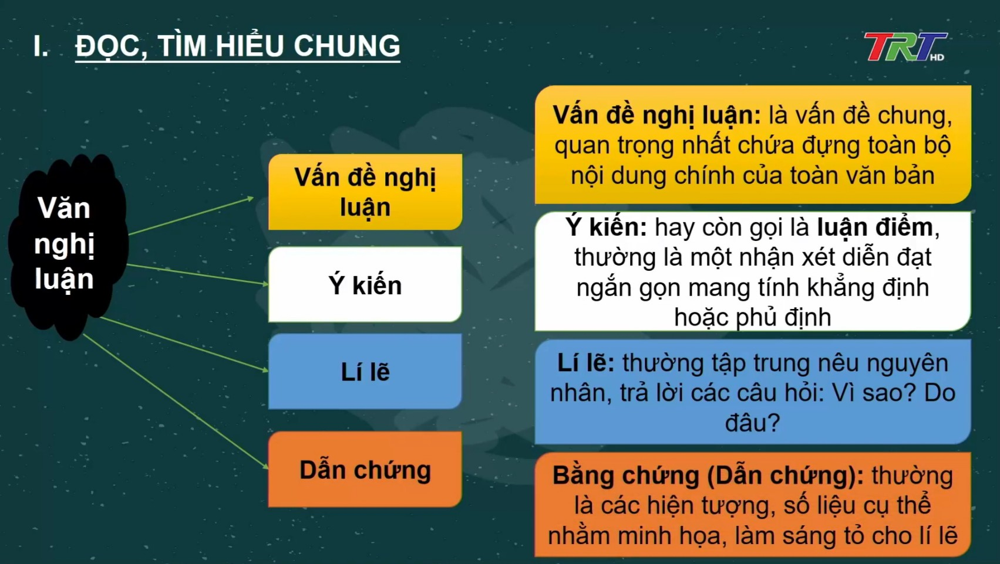 I. ĐỌC, TÌM HIỂU CHUNG
TRT HD
Văn
nghị
luận
Vấn đề nghị
luận
Ý kiến
Lí lẽ
Dẫn chứng
Vấn đề nghị luận: là vấn đề chung,
quan trọng nhất chứa đựng toàn bộ
nội dung chính của toàn văn bản
Ý kiến: hay còn gọi là luận điểm,
thường là một nhận xét diễn đạt
ngắn gọn mang tính khẳng định
hoặc phủ định
Lí lẽ: thường tập trung nêu nguyên
nhân, trả lời các câu hỏi: Vì sao? Do
đâu?
Bằng chứng (Dẫn chứng): thường
là các hiện tượng, số liệu cụ thể
nhằm minh họa, làm sáng tỏ cho lí lẽ